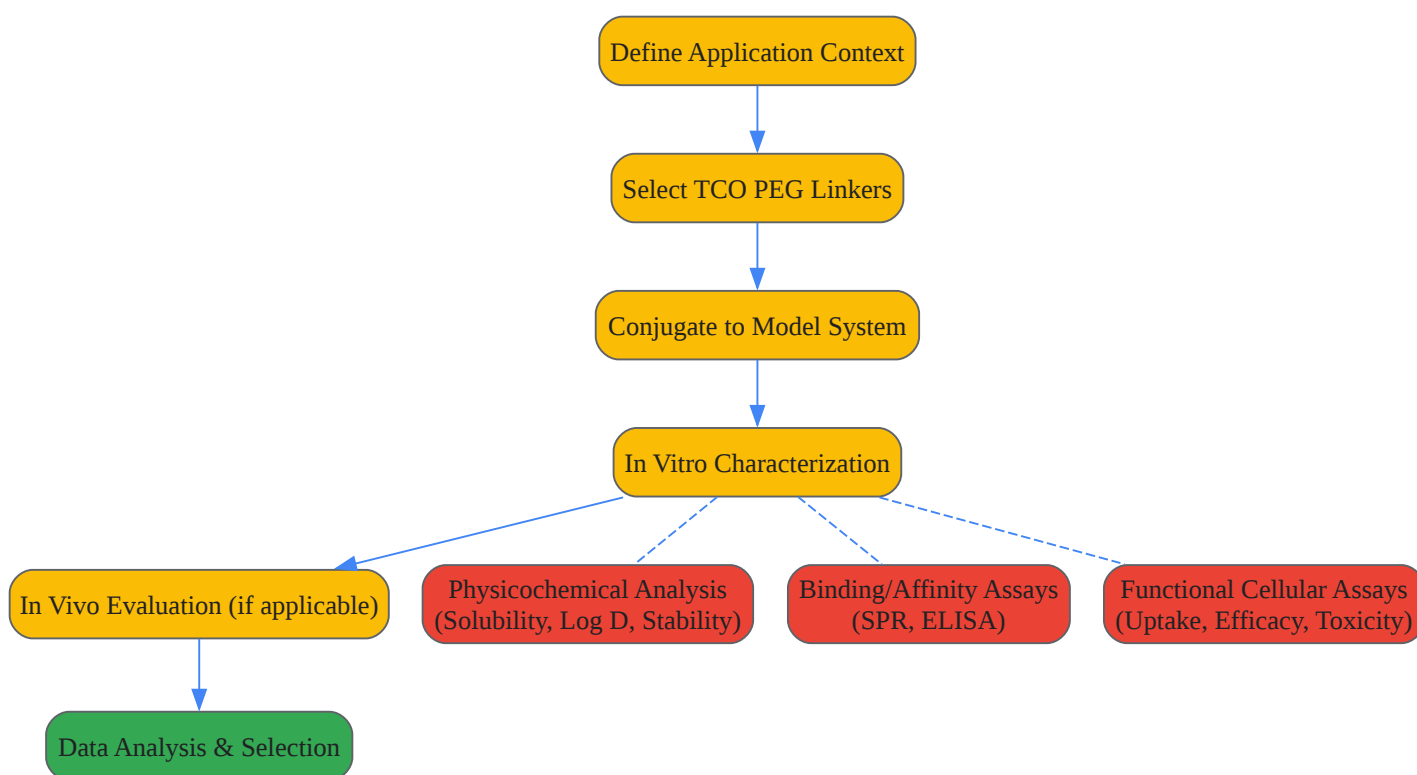 Define Application Context
Select TCO PEG Linkers
Conjugate to Model System
In Vitro Characterization
In Vivo Evaluation (if applicable)
Physicochemical Analysis
(Solubility, Log D, Stability)
Binding/Affinity Assays
(SPR, ELISA)
Functional Cellular Assays
(Uptake, Efficacy, Toxicity)
Data Analysis & Selection